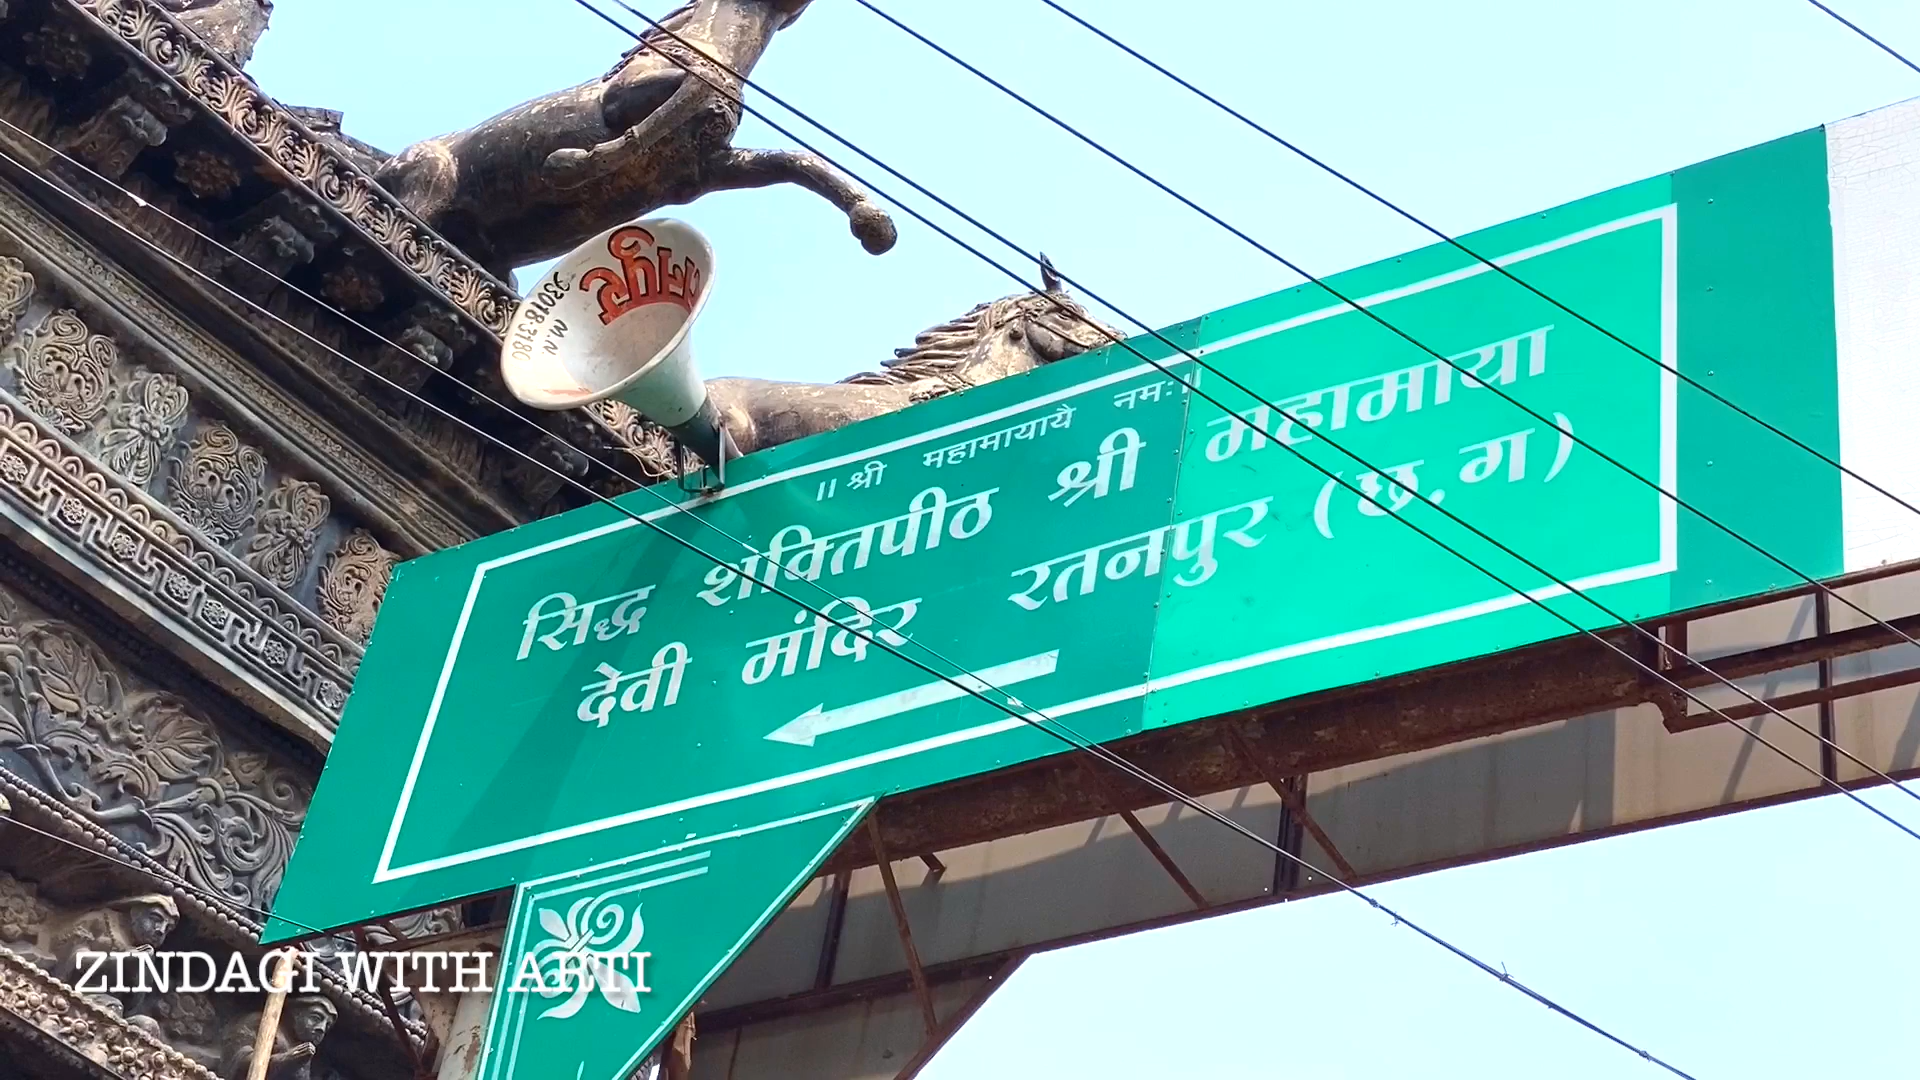 ॥ श्री महामायायै नमः॥
सिद्ध शक्तिपीठ श्री महामाया
देवी मंदिर रतनपुर (छ.ग)
M.N.
ZINDAGI WITH ARTI